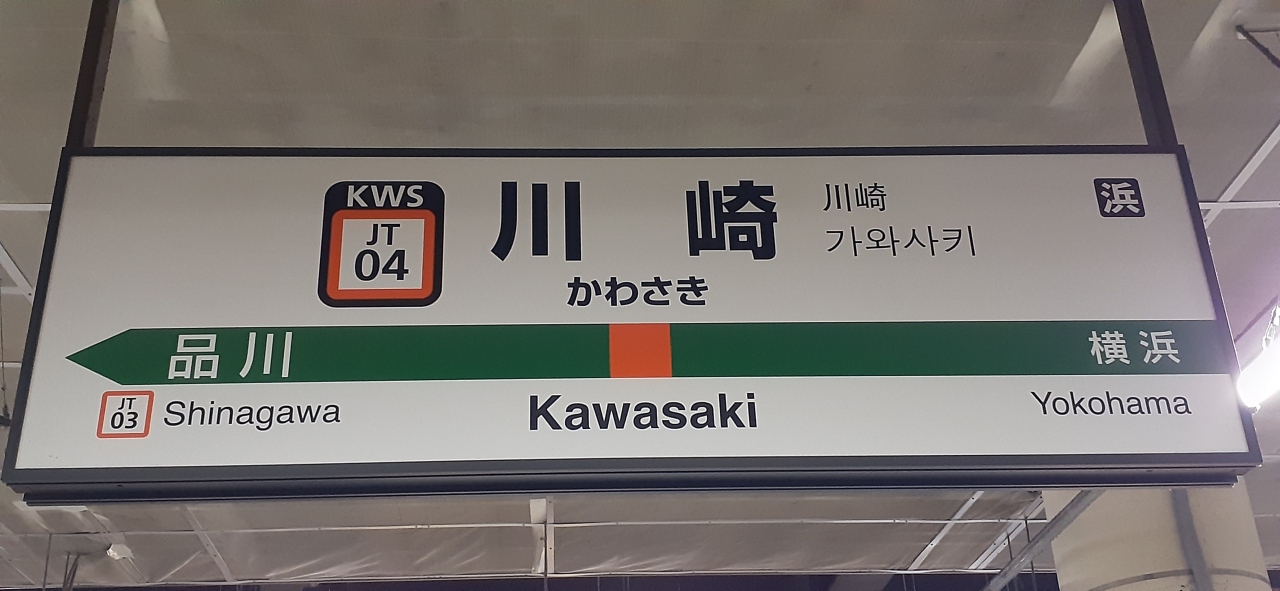 KWS
JT
04
川崎
川崎
가와사키
浜
かわさき
品川
横浜
JT
03
Shinagawa
Kawasaki
Yokohama